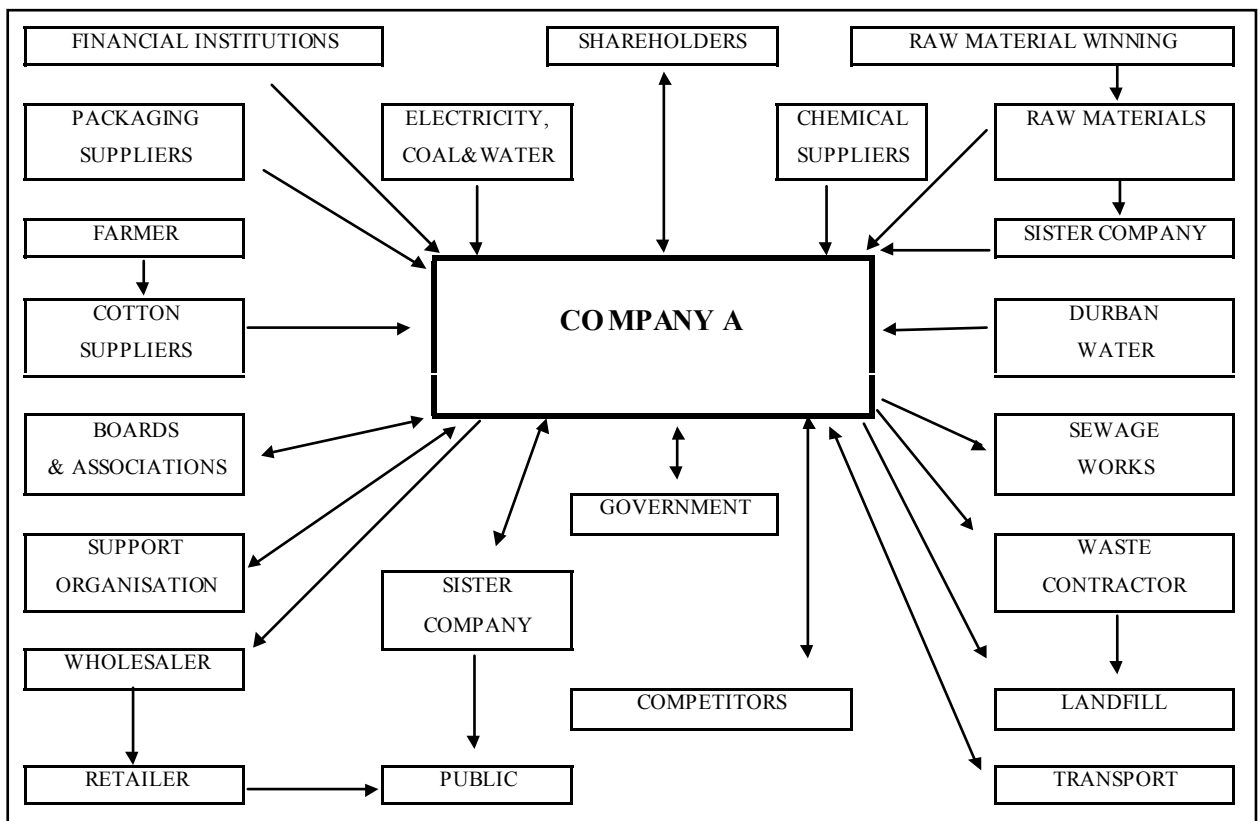 FINANCIAL INSTITUTIONS
SHAREHOLDERS
RAW MATERIAL WINNING
PACKAGING
SUPPLIERS
ELECTRICITY,
COAL&WATER
CHEMICAL
SUPPLIERS
RAW MATERIALS
FARMER
SISTER COMPANY
COTTON
SUPPLIERS
COMPANY A
DURBAN
WATER
BOARDS
& ASSOCIATIONS
SEWAGE
WORKS
GOVERNMENT
SUPPORT
ORGANISATION
SISTER
COMPANY
WASTE
CONTRACTOR
WHOLESALER
COMPETITORS
LANDFILL
RETAILER
PUBLIC
TRANSPORT